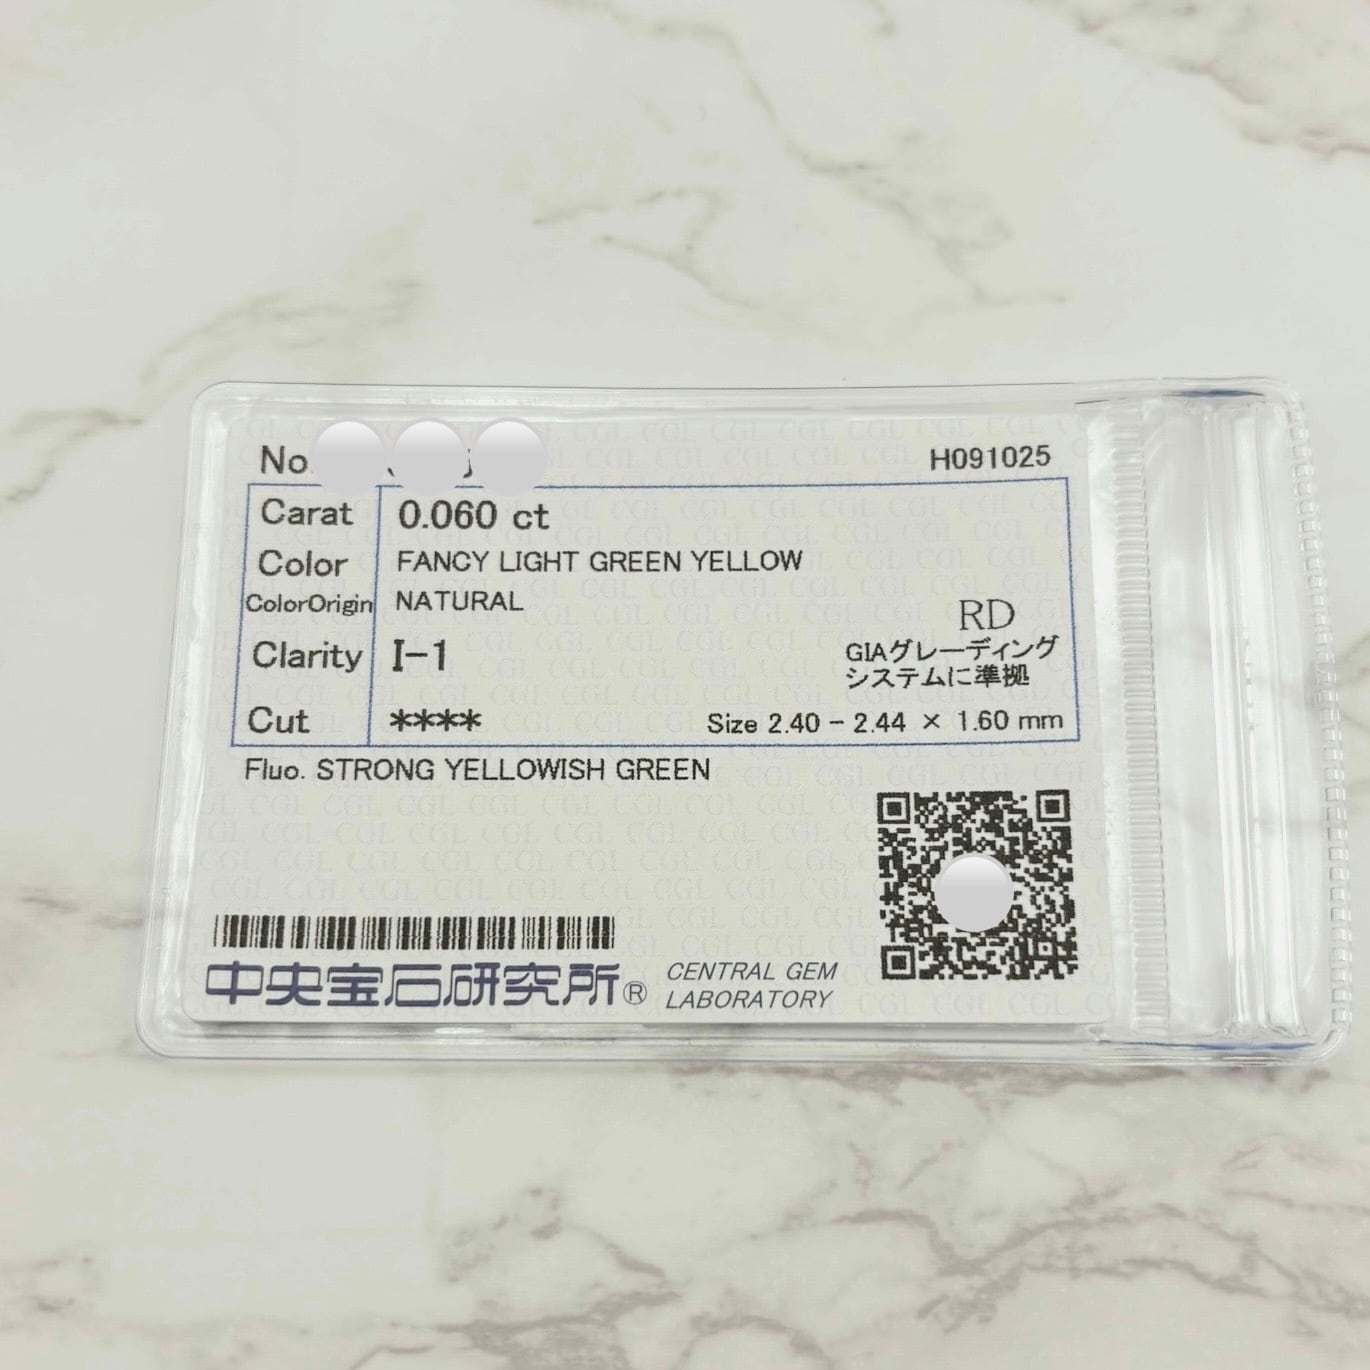 No. H091025
Carat 0.060 ct
Color FANCY LIGHT GREEN YELLOW
ColorOrigin NATURAL
RD
Clarity I-1
GIAグレーディング
システムに準拠
Cut **** Size 2.40 - 2.44 × 1.60 mm
Fluo. STRONG YELLOWISH GREEN
中央宝石研究所® CENTRAL GEM
LABORATORY